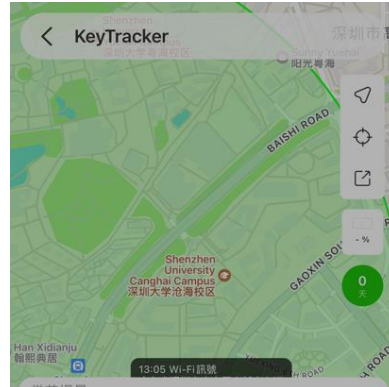 Shenzhen
KeyTracker
深圳大学粤海校区
深圳市
Sunny Yuehai
阳光粤海
BAISHI ROAD
- %
GAOXIN SOU
0
天
Shenzhen
University
Canghai Campus
深圳大学沧海校区
Han Xidianju
翰熙典居
13:05 Wi-Fi 訊號
ROAD
ROAD